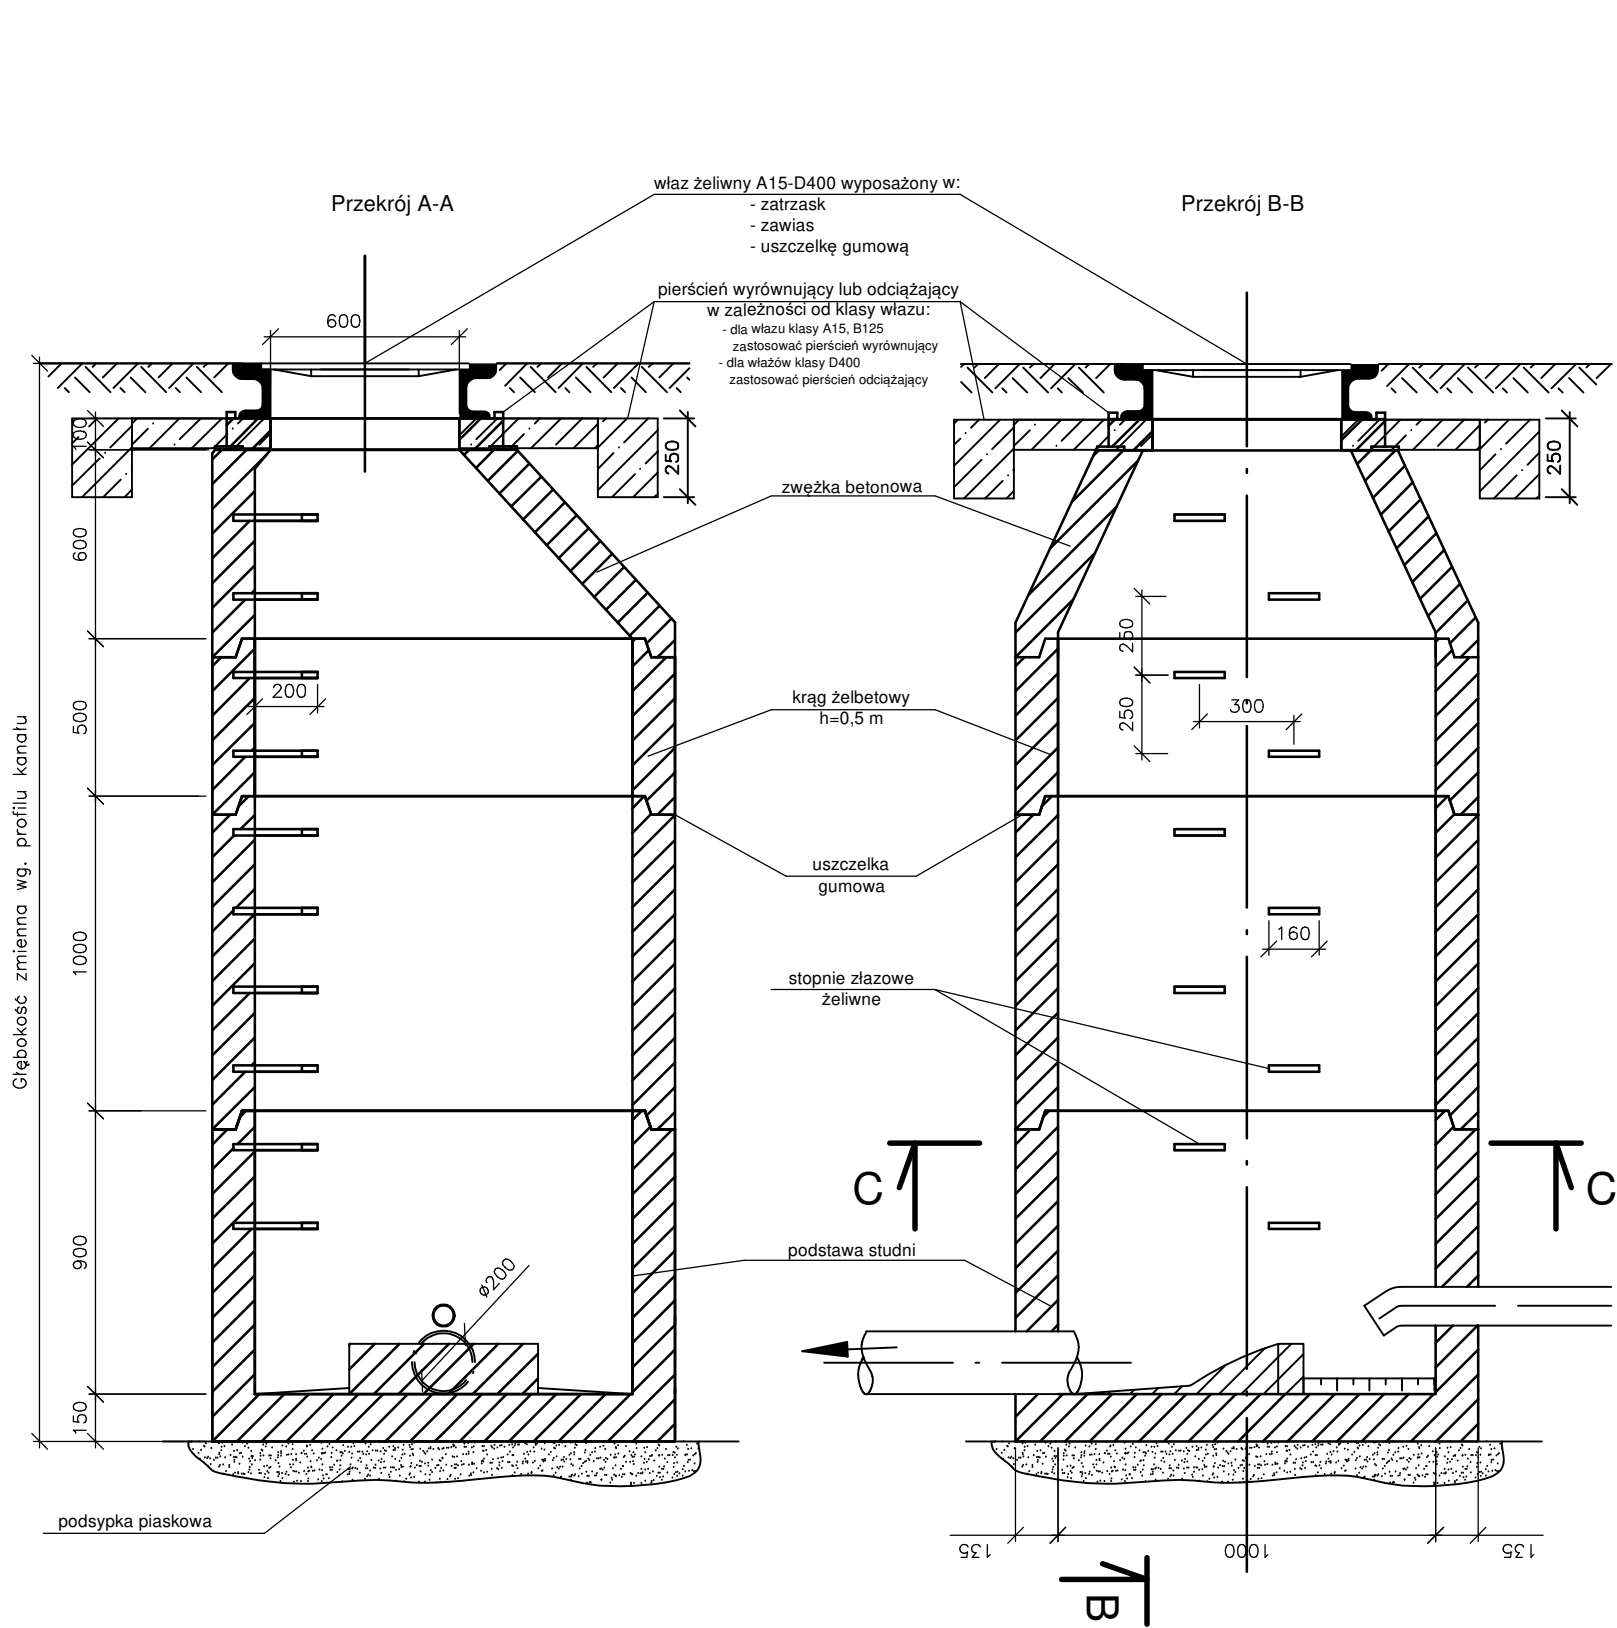 Przekrój A-A
właz żeliwny A15-D400 wyposażony w:
- zatrzask
- zawias
- uszczelkę gumową
Przekrój B-B
pierścień wyrównujący lub odciążający
w zależności od klasy włazu:
- dla włazu klasy A15, B125
zastosować pierścień wyrównujący
- dla włażów klasy D400
zastosować pierścień odciążający
600
100
250
250
zwężka betonowa
600
250
250
300
200
krąg żelbetowy
h=0,5 m
500
uszczelka
gumowa
Głębokość zmienna wg. profilu kanału
1000
160
stopnie złazowe
żeliwne
C
C
900
podstawa studni
ø200
150
podsypka piaskowa
135
1000
135
B